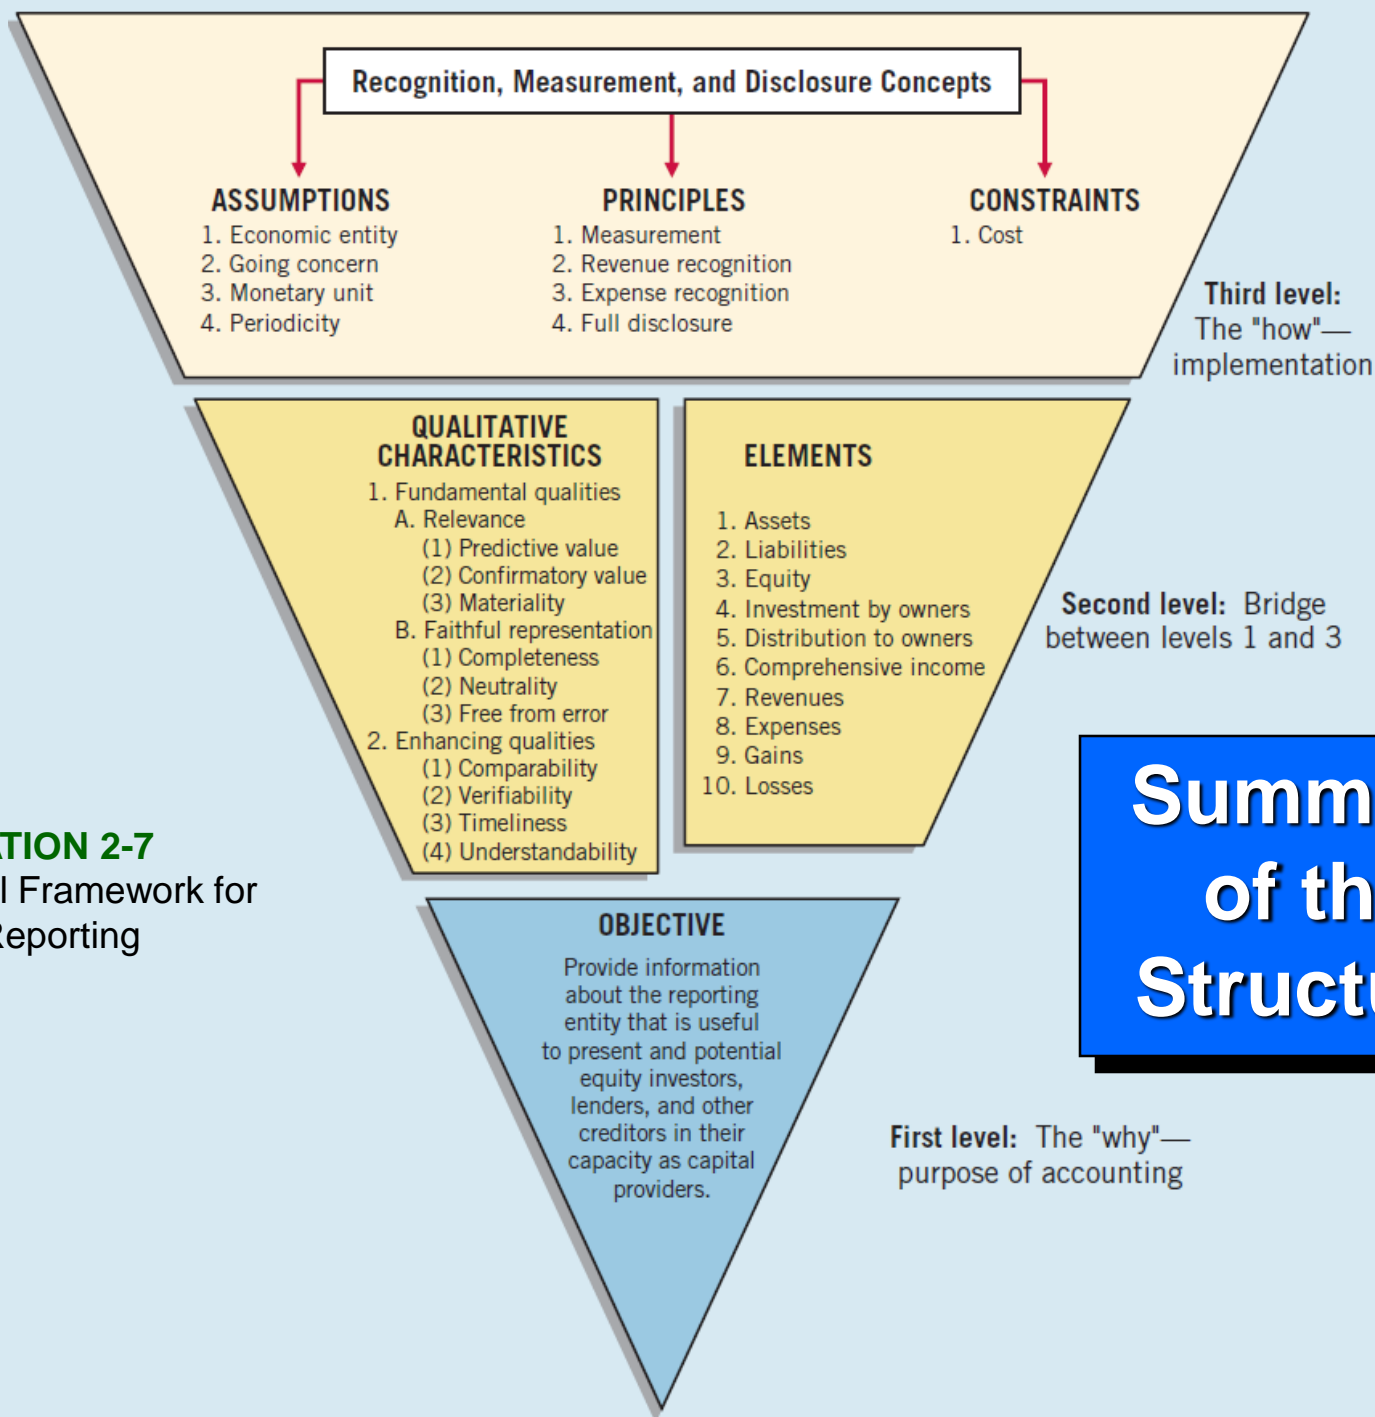 Recognition, Measurement, and Disclosure Concepts
ASSUMPTIONS
1. Economic entity
2. Going concern
3. Monetary unit
4. Periodicity
PRINCIPLES
1. Measurement
2. Revenue recognition
3. Expense recognition
4. Full disclosure
CONSTRAINTS
1. Cost
Third level:
The "how"—
implementation
QUALITATIVE
CHARACTERISTICS
1. Fundamental qualities
A. Relevance
(1) Predictive value
(2) Confirmatory value
(3) Materiality
B. Faithful representation
(1) Completeness
(2) Neutrality
(3) Free from error
2. Enhancing qualities
(1) Comparability
(2) Verifiability
(3) Timeliness
(4) Understandability
ELEMENTS
1. Assets
2. Liabilities
3. Equity
4. Investment by owners
5. Distribution to owners
6. Comprehensive income
7. Revenues
8. Expenses
9. Gains
10. Losses
Second level: Bridge
between levels 1 and 3
Summ
of th
Structu
ATION 2-7
l Framework for
Reporting
OBJECTIVE
Provide information
about the reporting
entity that is useful
to present and potential
equity investors,
lenders, and other
creditors in their
capacity as capital
providers.
First level: The "why"—
purpose of accounting